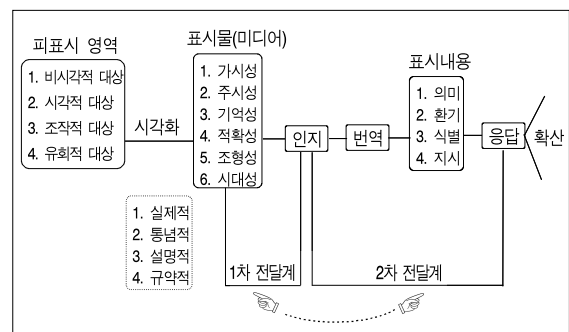 피표시 영역
1. 비시각적 대상
2. 시각적 대상
3. 조작적 대상
4. 유회적 대상
시각화
1. 실제적
2. 통념적
3. 설명적
4. 규약적
표시물(미디어)
1. 가시성
2. 주시성
3. 기억성
4. 적확성
5. 조형성
6. 시대성
인지
번역
표시내용
1. 의미
2. 환기
3. 식별
4. 지시
응답
확산
1차 전달계
2차 전달계